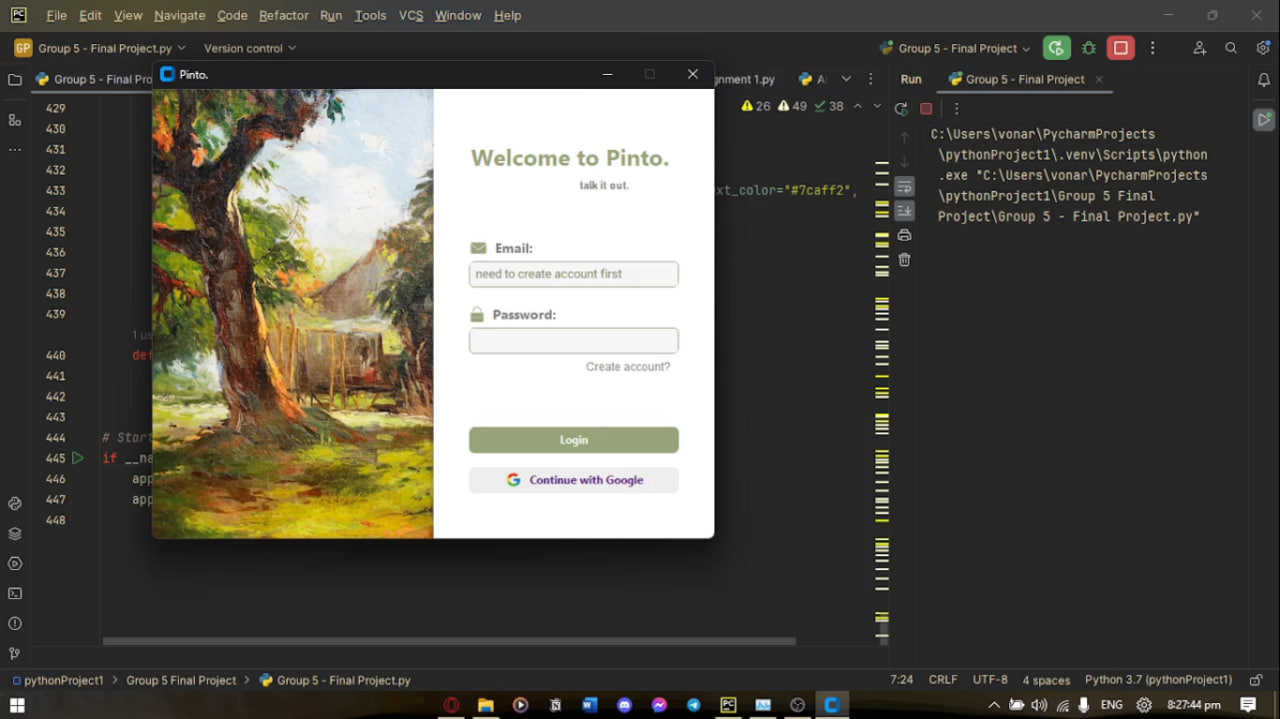 PC File Edit View Navigate Code Refactor Run Tools VCS Window Help
GP Group 5 - Final Project.py Version control Group 5 - Final Project
Group 5 - Final Pro
Pinto.
gnment 1.py
Run Group 5 - Final Project
26 49 38
429
430
431
432
433 ext_color="#7caff2",
434
435
436
437
438
439
1 us
440 def
441
442
443
444 # Start
445 if __na
446 app
447 app
448
Welcome to Pinto.
talk it out.
Email:
need to create account first
Password:
Create account?
Login
Continue with Google
C:\Users\vonar\PycharmProjects
\pythonProject1\.venv\Scripts\python
.exe "C:\Users\vonar\PycharmProjects
\pythonProject1\Group 5 Final
Project\Group 5 - Final Project.py"
pythonProject1 > Group 5 Final Project > Group 5 - Final Project.py 7:24 CRLF UTF-8 4 spaces Python 3.7 (pythonProject1)
ENG 8:27:44 pm